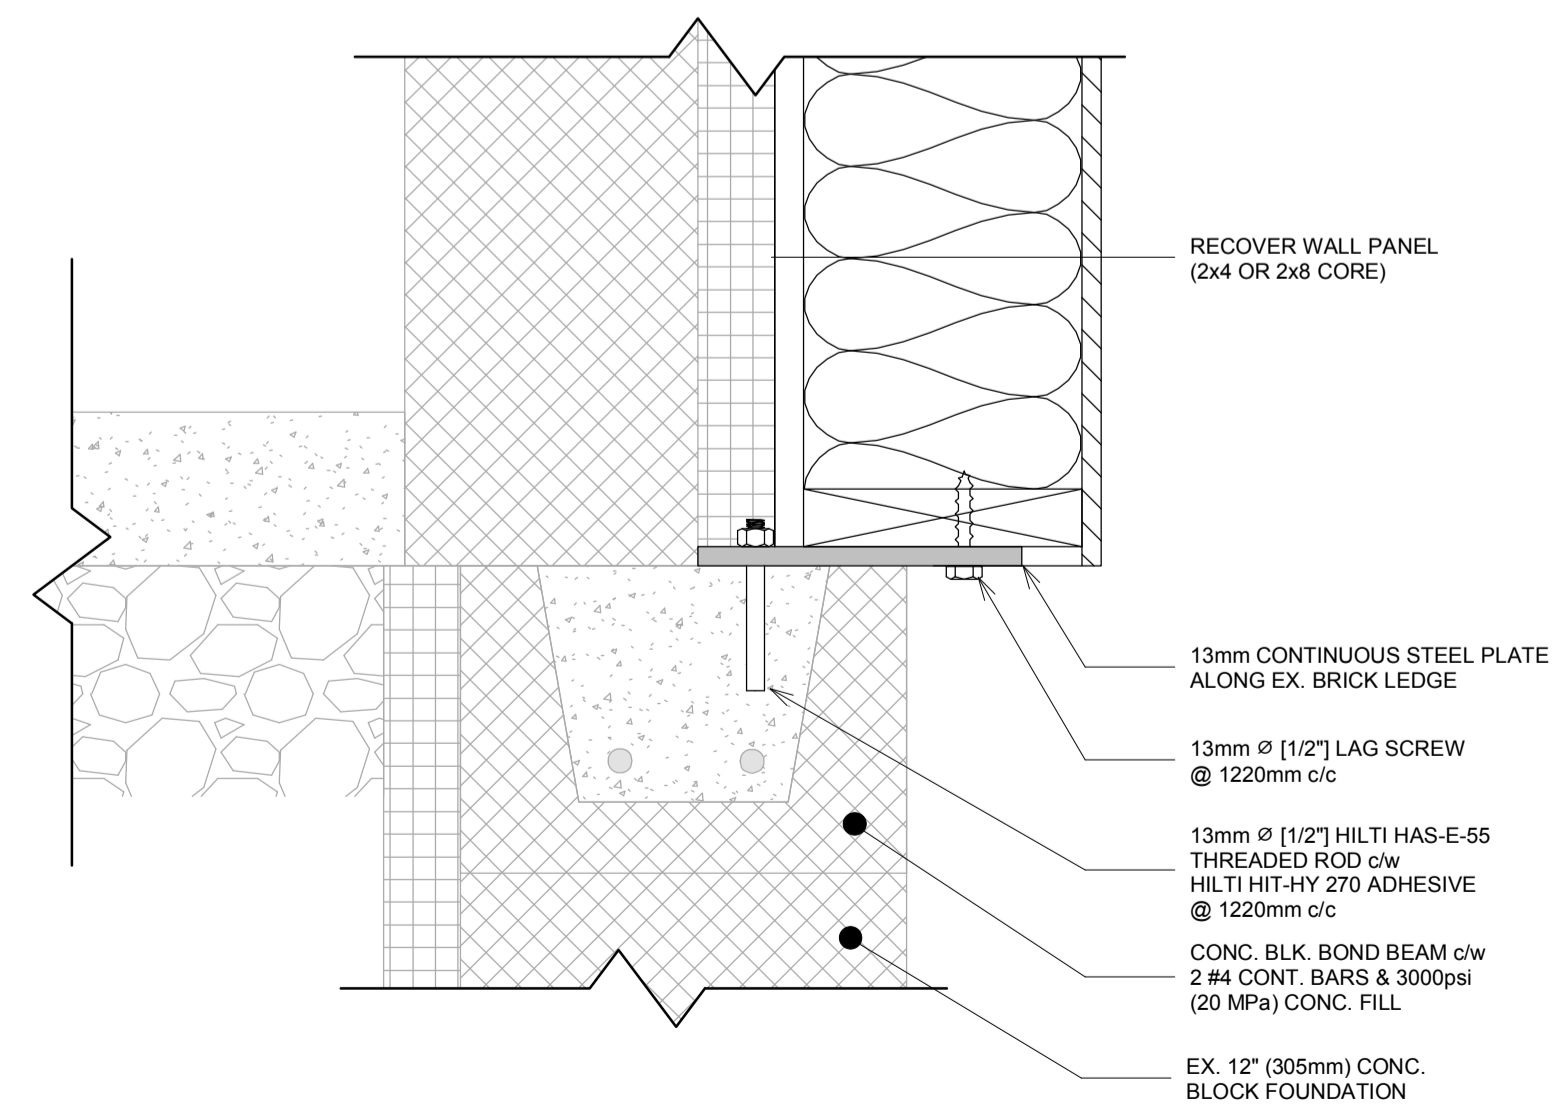 RECOVER WALL PANEL
(2x4 OR 2x8 CORE)
13mm CONTINUOUS STEEL PLATE
ALONG EX. BRICK LEDGE
13mm Ø [1/2"] LAG SCREW
@ 1220mm c/c
13mm Ø [1/2"] HILTI HAS-E-55
THREADED ROD c/w
HILTI HIT-HY 270 ADHESIVE
@ 1220mm c/c
CONC. BLK. BOND BEAM c/w
2 #4 CONT. BARS & 3000psi
(20 MPa) CONC. FILL
EX. 12" (305mm) CONC.
BLOCK FOUNDATION